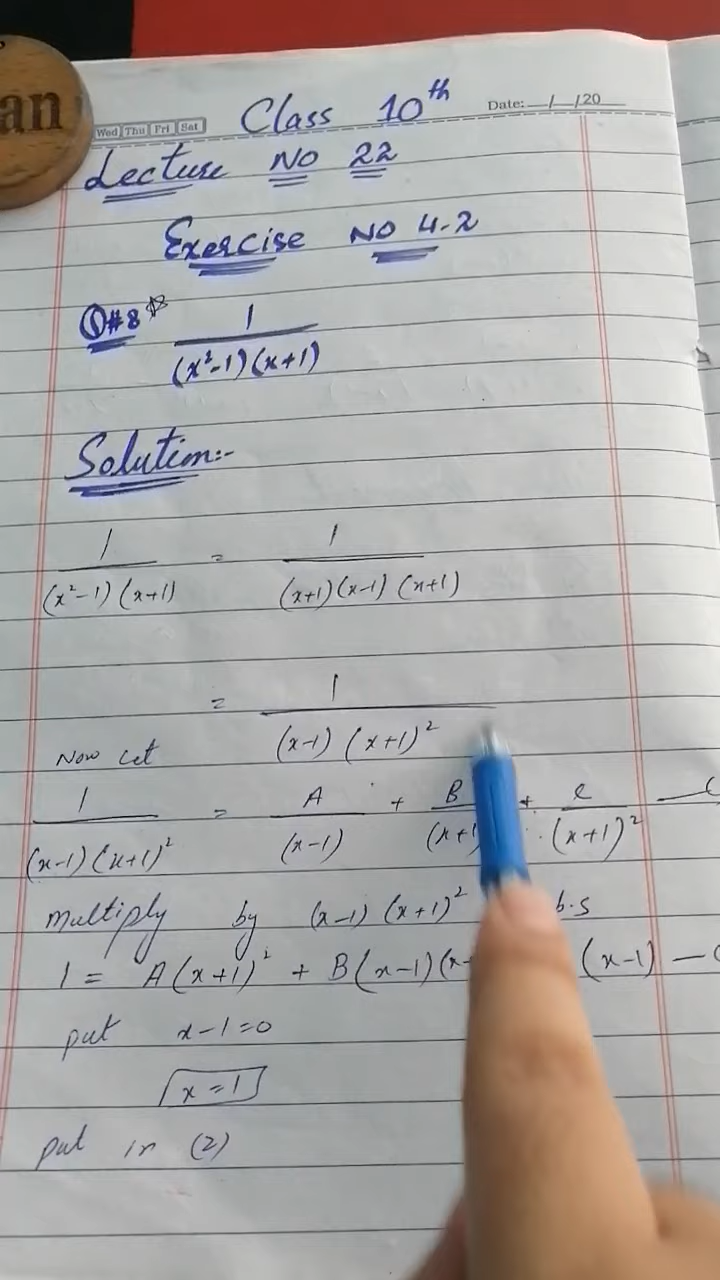 an
Wed Thu Fri Sat
Class 10th
Date: __/__/20__
Lecture NO 22
Exercise NO 4.2
Q#8 1/((x²-1)(x+1))
Solution:-
1/((x²-1)(x+1)) = 1/((x+1)(x-1)(x+1))
= 1/((x-1)(x+1)²)
Now let
1/((x-1)(x+1)²) = A/(x-1) + B/(x+1 + C/(x+1)² —
multiply by (x-1)(x+1)² b.s
1 = A(x+1)² + B(x-1)(x (x-1) —
put x-1=0
x=1
put in (2)